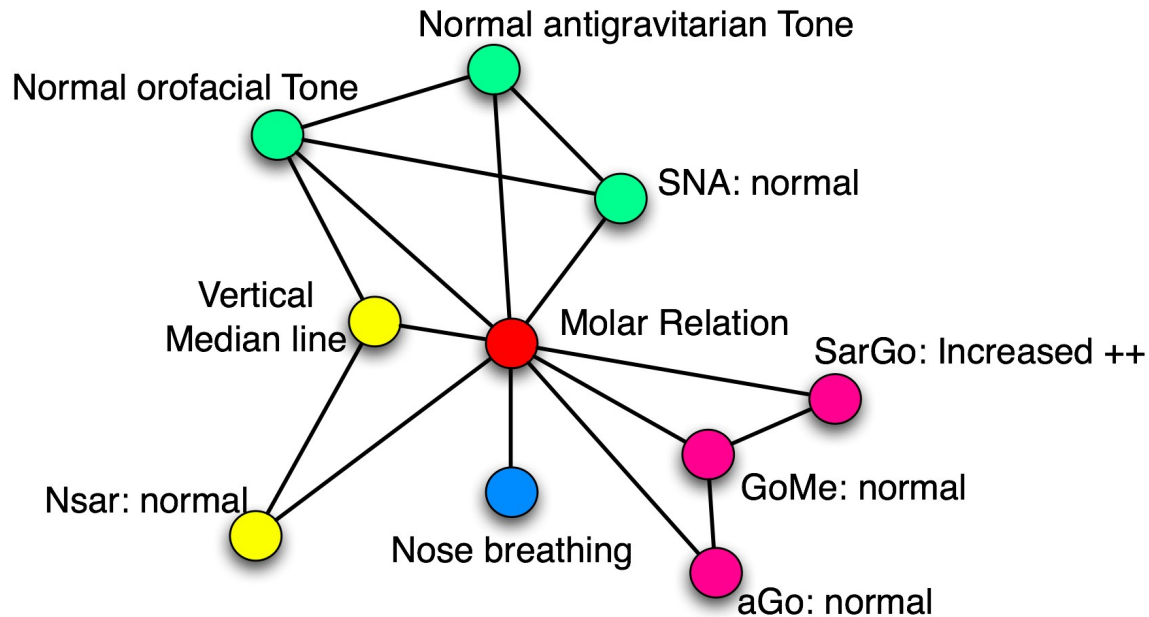 Normal antigravitarian Tone
Normal orofacial Tone
SNA: normal
Vertical
Median line
Molar Relation
SarGo: Increased ++
GoMe: normal
Nsar: normal
Nose breathing
aGo: normal